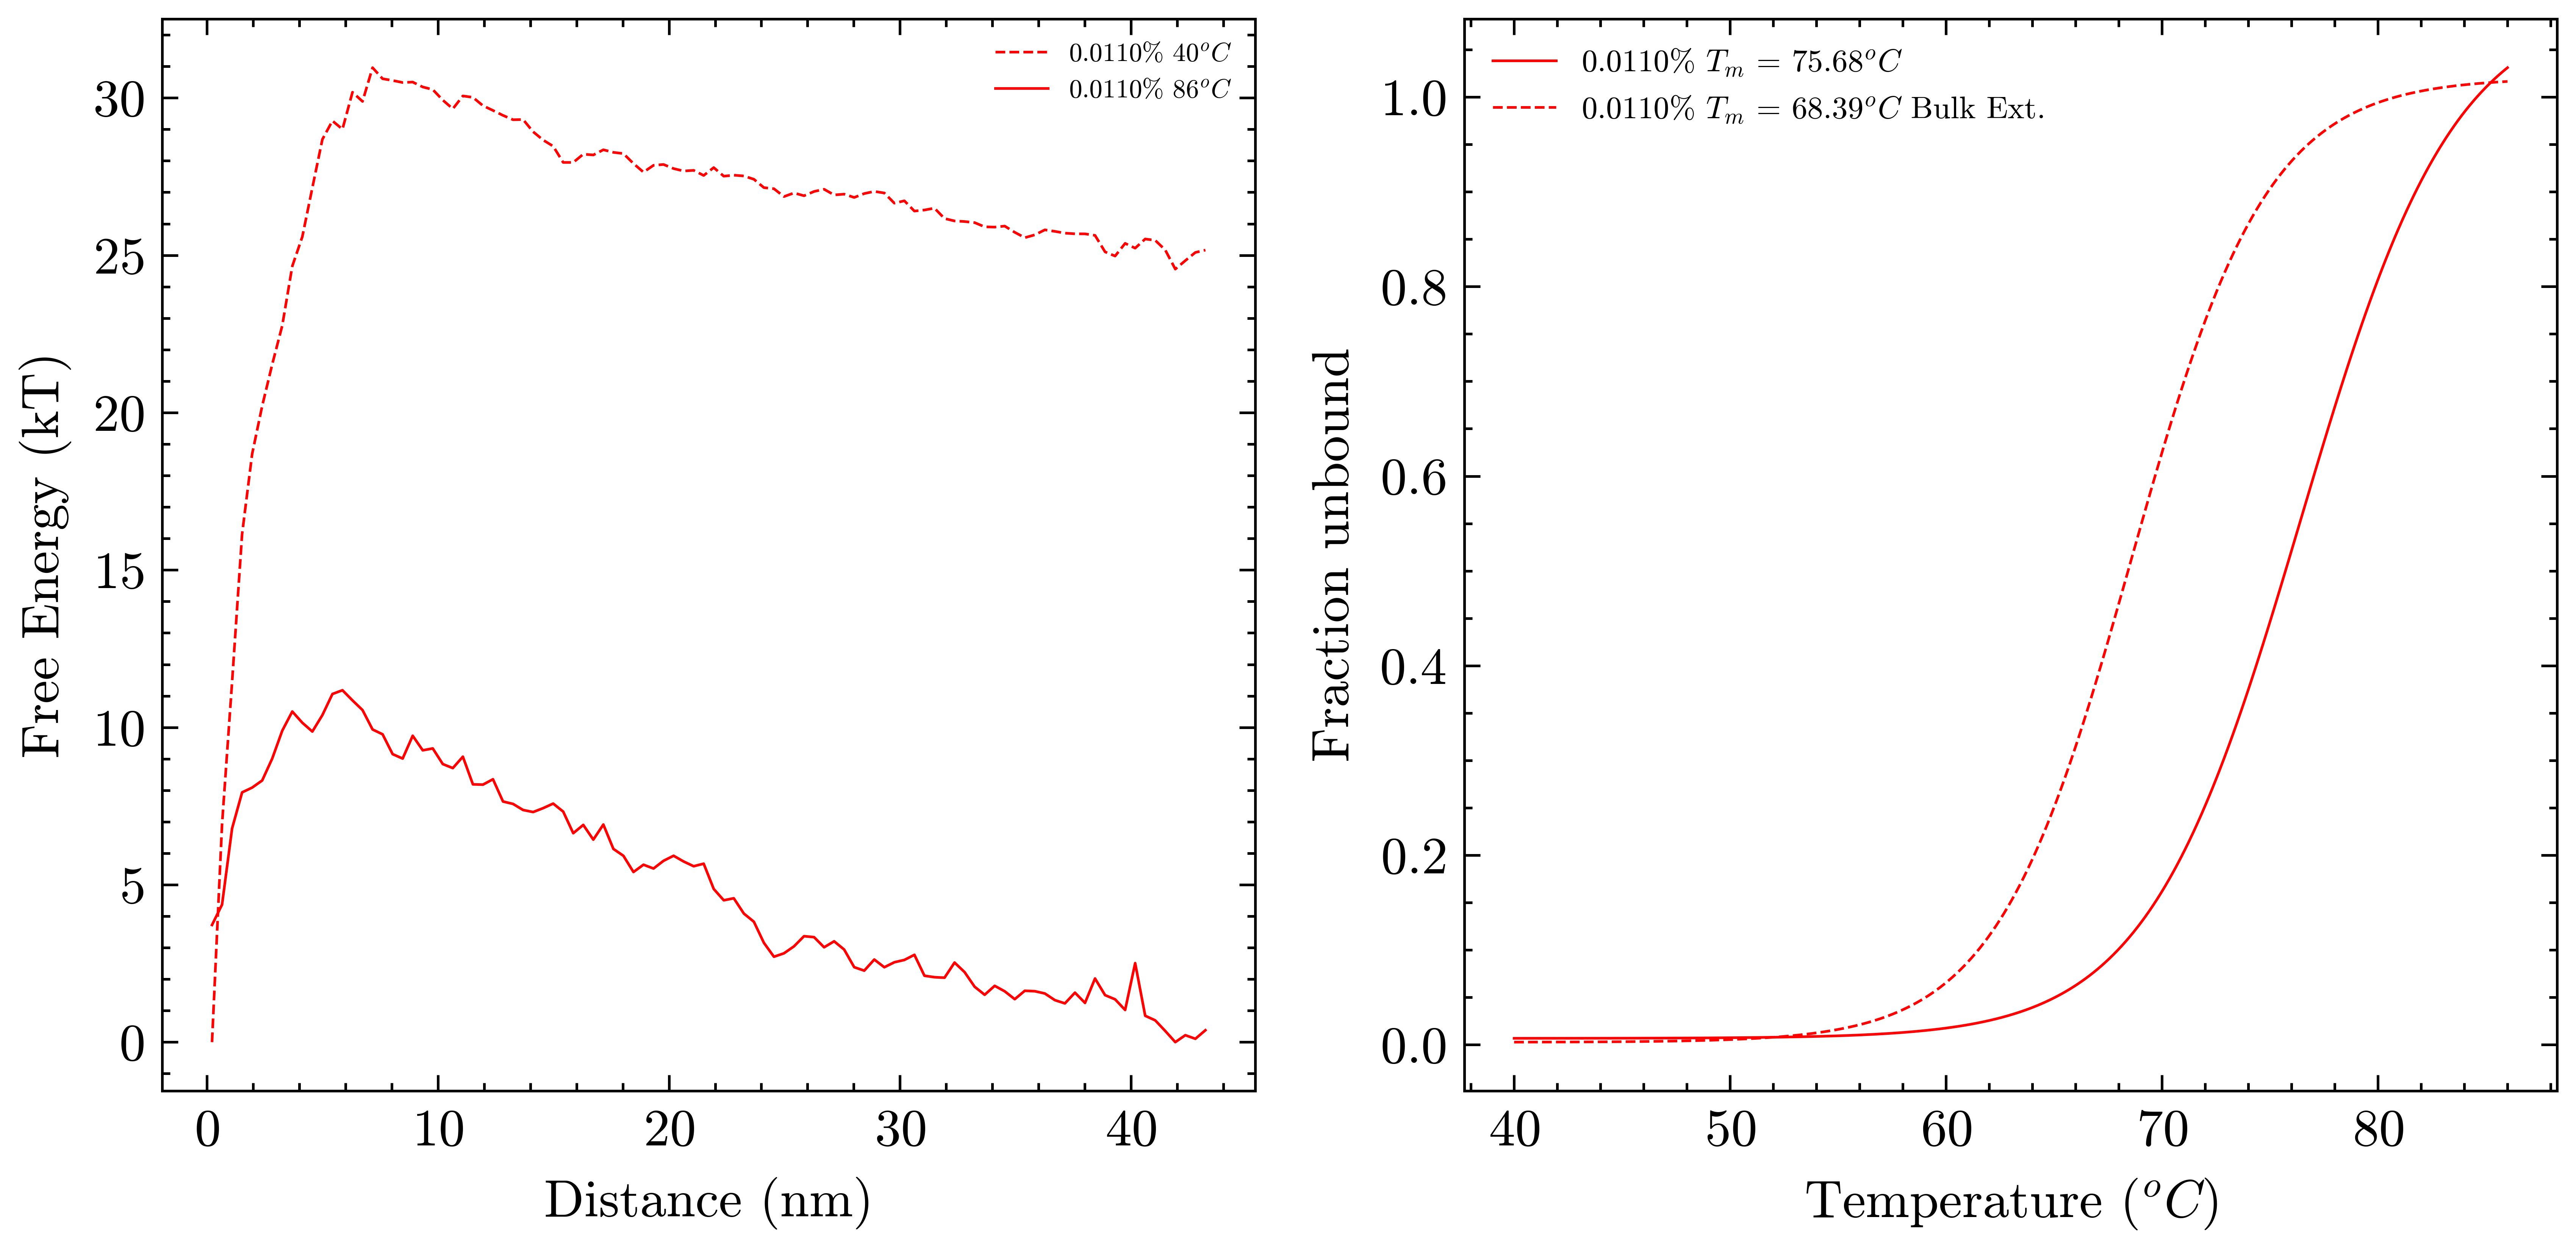 0.0110% 40°C
0.0110% 86°C
30
25
20
15
10
5
0
Free Energy (kT)
0 10 20 30 40
Distance (nm)
0.0110% Tₘ = 75.68°C
0.0110% Tₘ = 68.39°C Bulk Ext.
1.0
0.8
0.6
0.4
0.2
0.0
Fraction unbound
40 50 60 70 80
Temperature (°C)